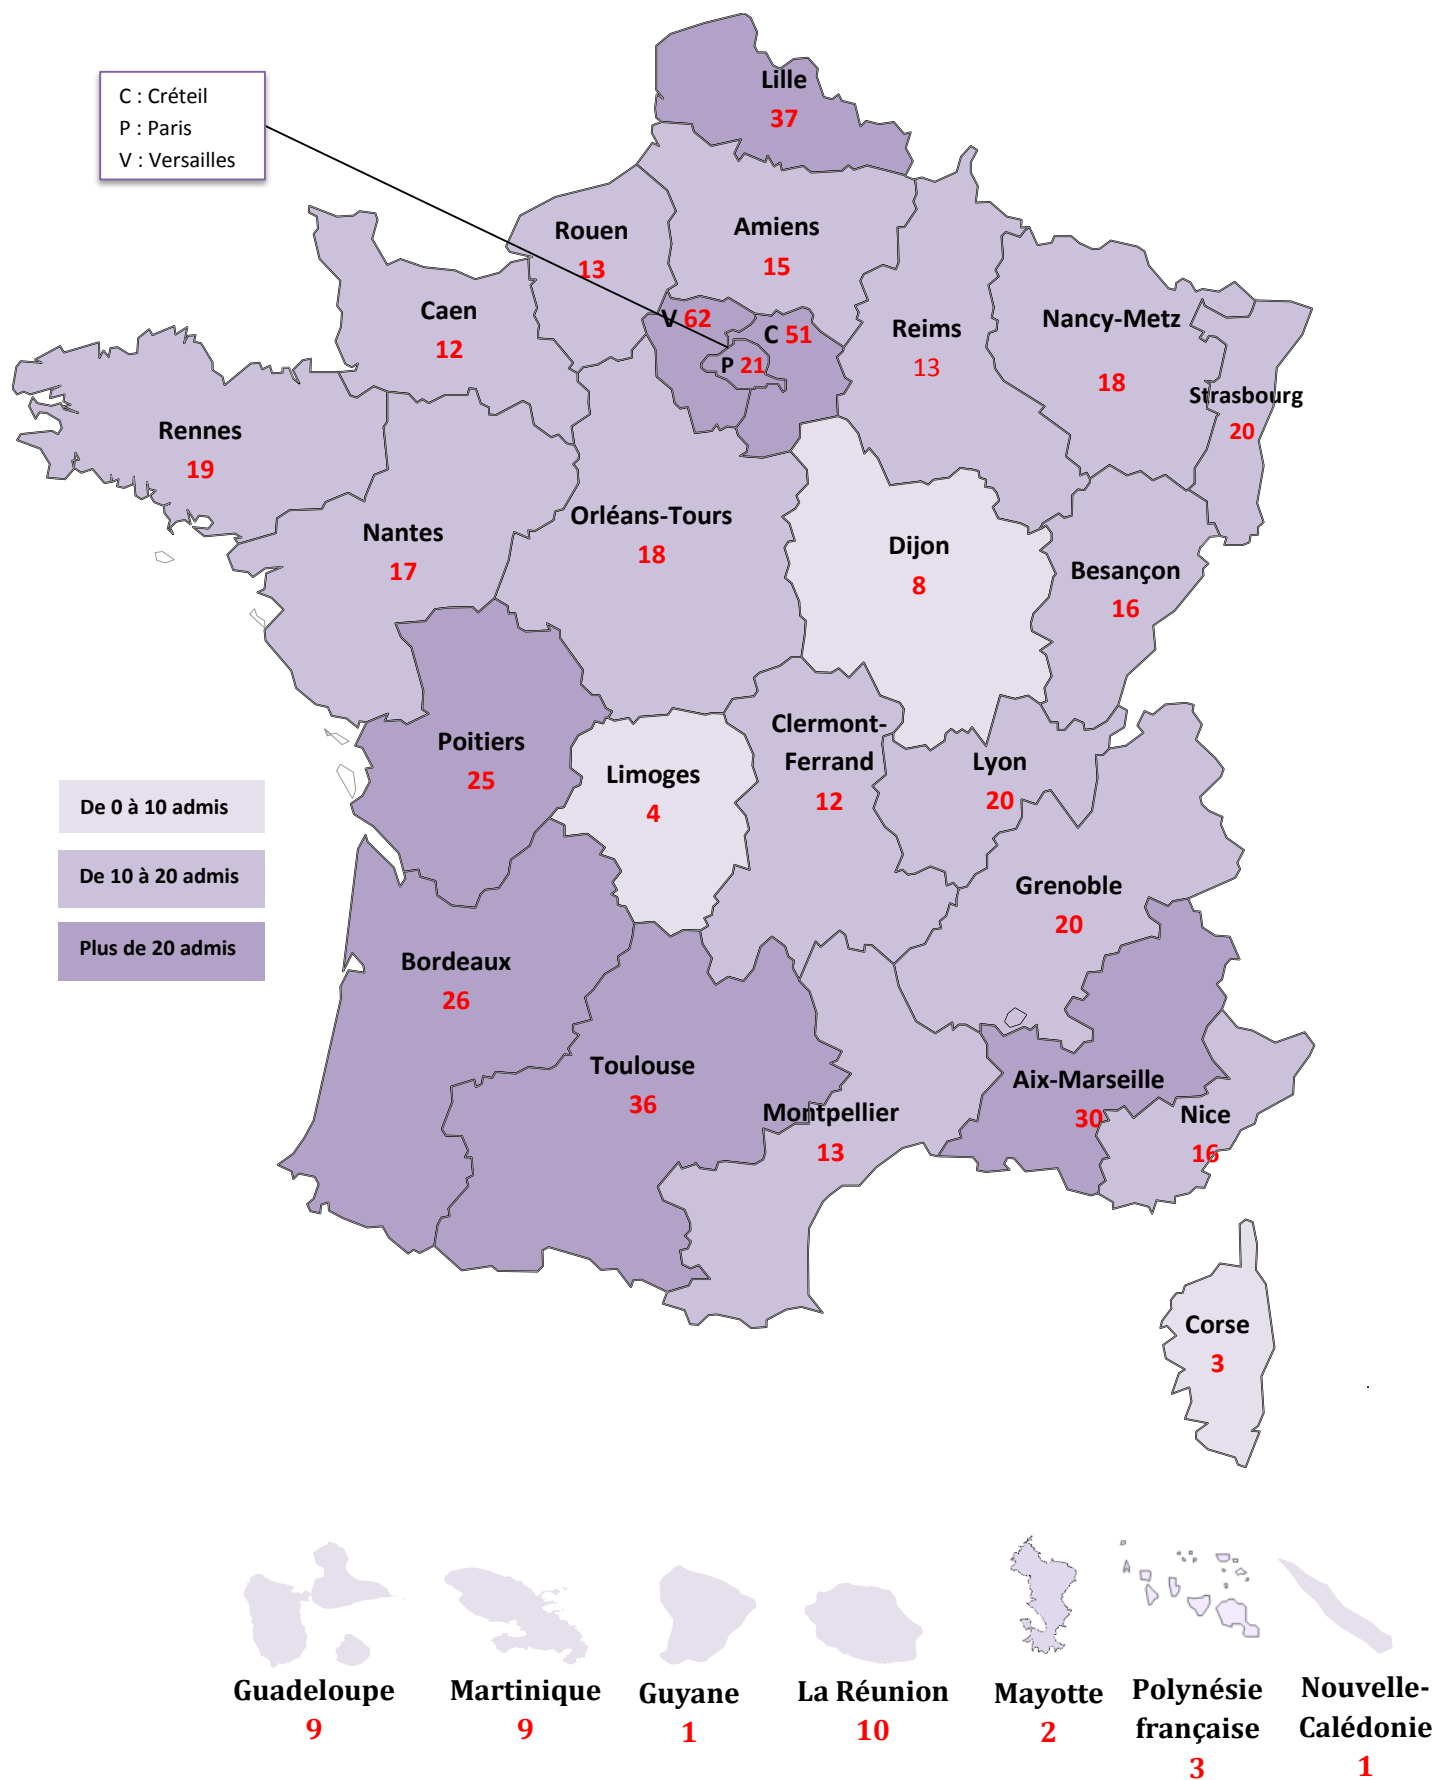 C : Créteil
P : Paris
V : Versailles
Lille
37
Rouen
13
Amiens
15
Caen
12
V 62
C 51
P 21
Reims
13
Nancy-Metz
18
Strasbourg
20
Rennes
19
Nantes
17
Orléans-Tours
18
Dijon
8
Besançon
16
Poitiers
25
Limoges
4
Clermont-
Ferrand
12
Lyon
20
De 0 à 10 admis
De 10 à 20 admis
Plus de 20 admis
Grenoble
20
Bordeaux
26
Toulouse
36
Montpellier
13
Aix-Marseille
30
Nice
16
Corse
3
Guadeloupe
9
Martinique
9
Guyane
1
La Réunion
10
Mayotte
2
Polynésie
française
3
Nouvelle-
Calédonie
1